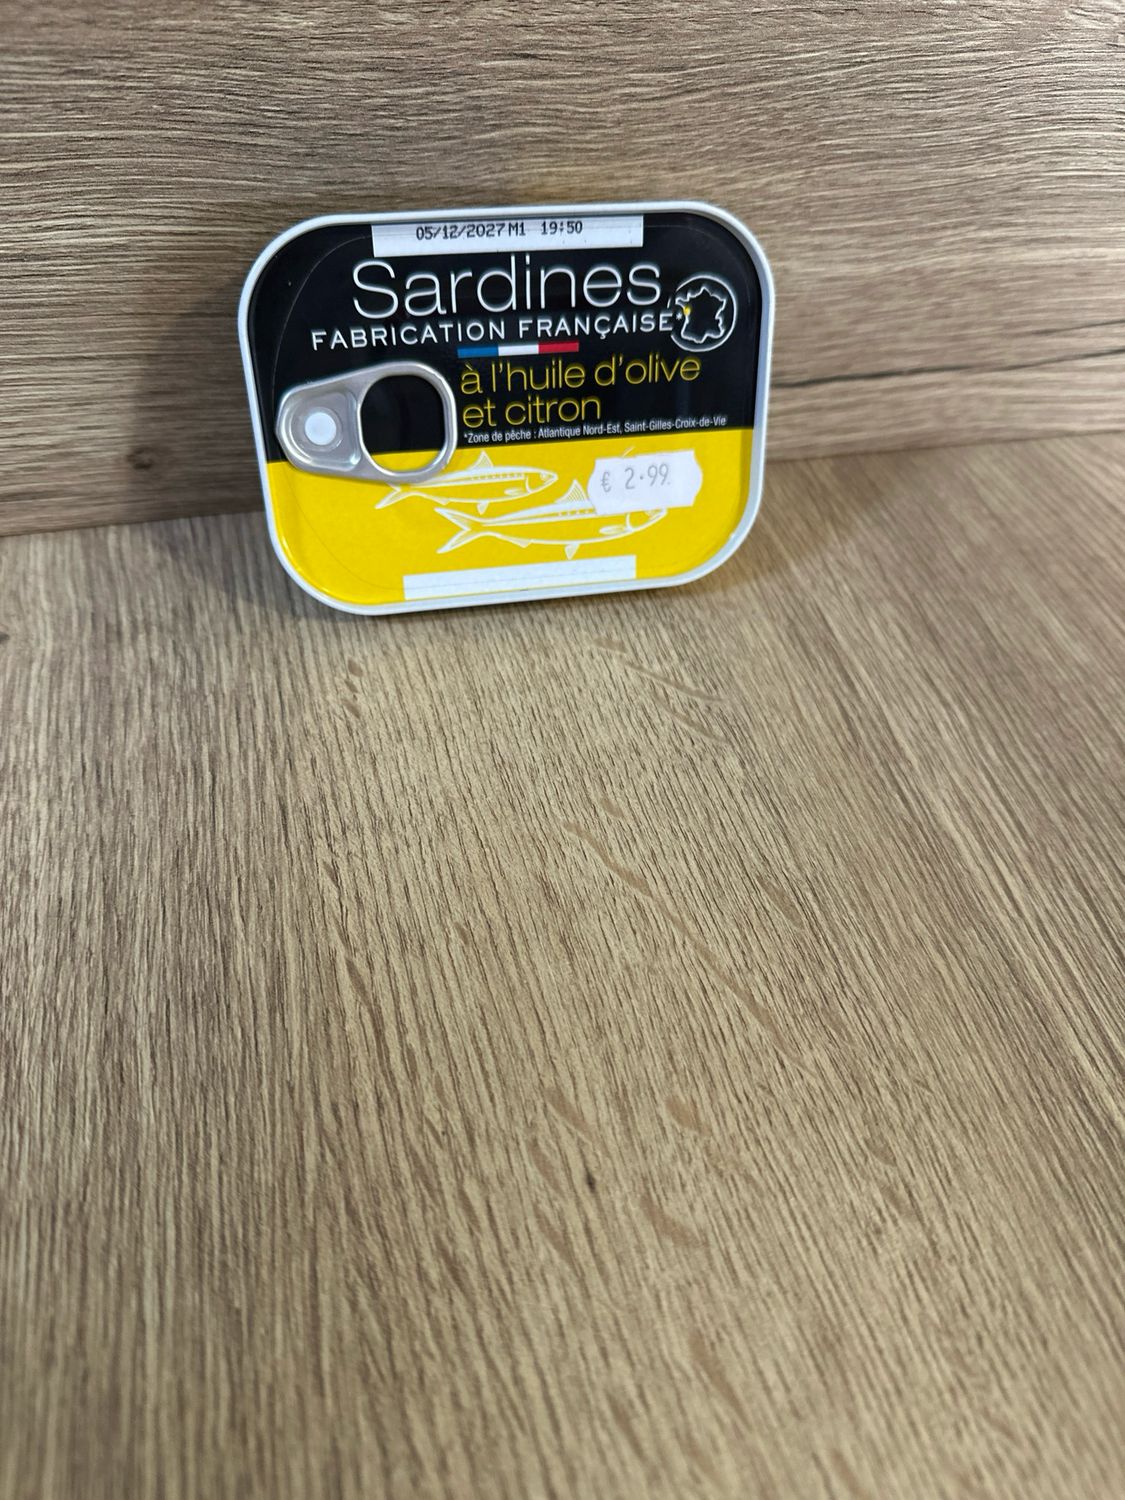 05/12/2027 M1 19:50
Sardines
FABRICATION FRANÇAISE*
à l'huile d'olive
et citron
*Zone de pêche : Atlantique Nord-Est, Saint-Gilles-Croix-de-Vie
€ 2.99